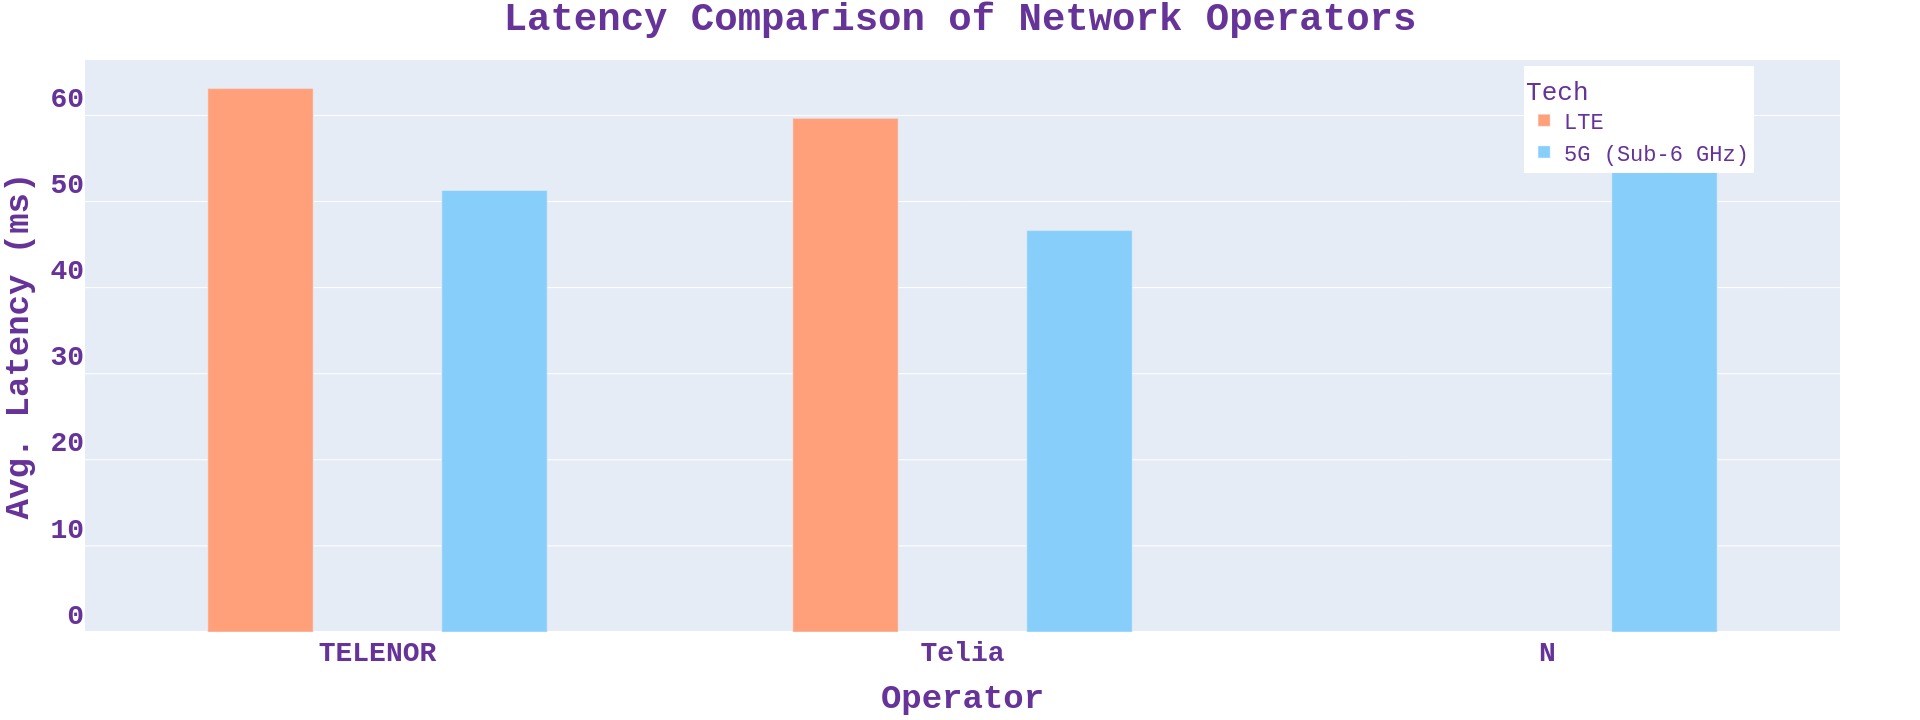 Latency Comparison of Network Operators
Avg. Latency (ms)
60
50
40
30
20
10
0
Tech
LTE
5G (Sub-6 GHz)
TELENOR
Telia
N
Operator